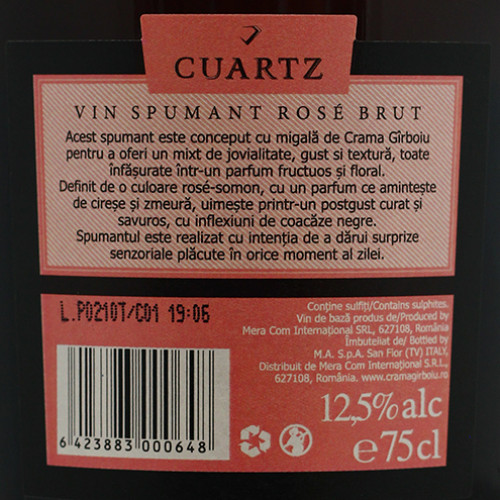 CUARTZ
VIN SPUMANT ROSÉ BRUT
Acest spumant este conceput cu migală de Crama Gîrboiu
pentru a oferi un mixt de jovialitate, gust si textură, toate
înfășurate într-un parfum fructuos și floral.
Definit de o culoare rosé-somon, cu un parfum ce amintește
de cireșe și zmeură, uimește printr-un postgust curat și
savuros, cu inflexiuni de coacăze negre.
Spumantul este realizat cu intenția de a dărui surprize
senzoriale plăcute în orice moment al zilei.
L.P0210T/C01 19:06
Conține sulfiți/Contains sulphites.
Vin de bază produs de/Produced by
Mera Com Internațional SRL, 627108, România
Îmbuteliat de/ Bottled by
M.A. S.p.A. San Fior (TV) ITALY,
Distribuit de Mera Com Internațional S.R.L.,
627108, România. www.cramagirboiu.ro
12,5%alc
e 75cl
6 423883 000648